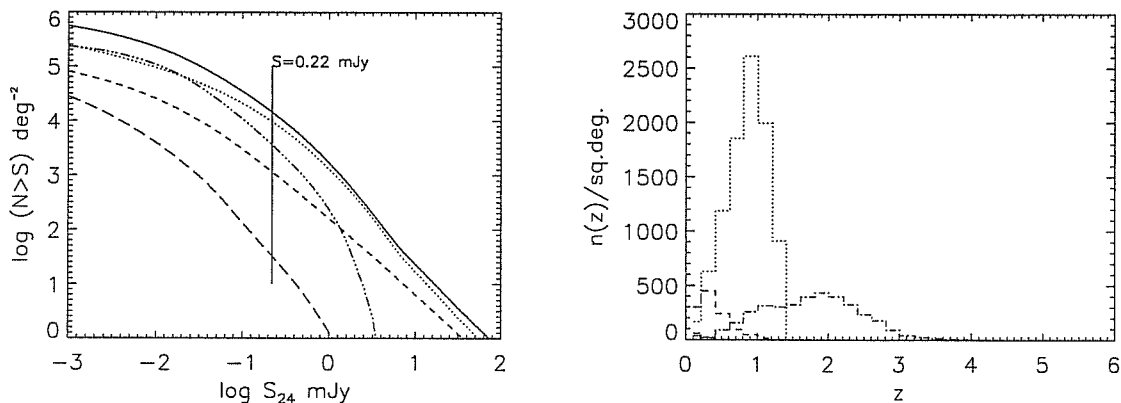 log (N>S) deg⁻²
6
5
4
3
2
1
0
S=0.22 mJy
−3 −2 −1 0 1 2
log S₂₄ mJy
n(z)/sq.deg.
3000
2500
2000
1500
1000
500
0
0 1 2 3 4 5 6
z